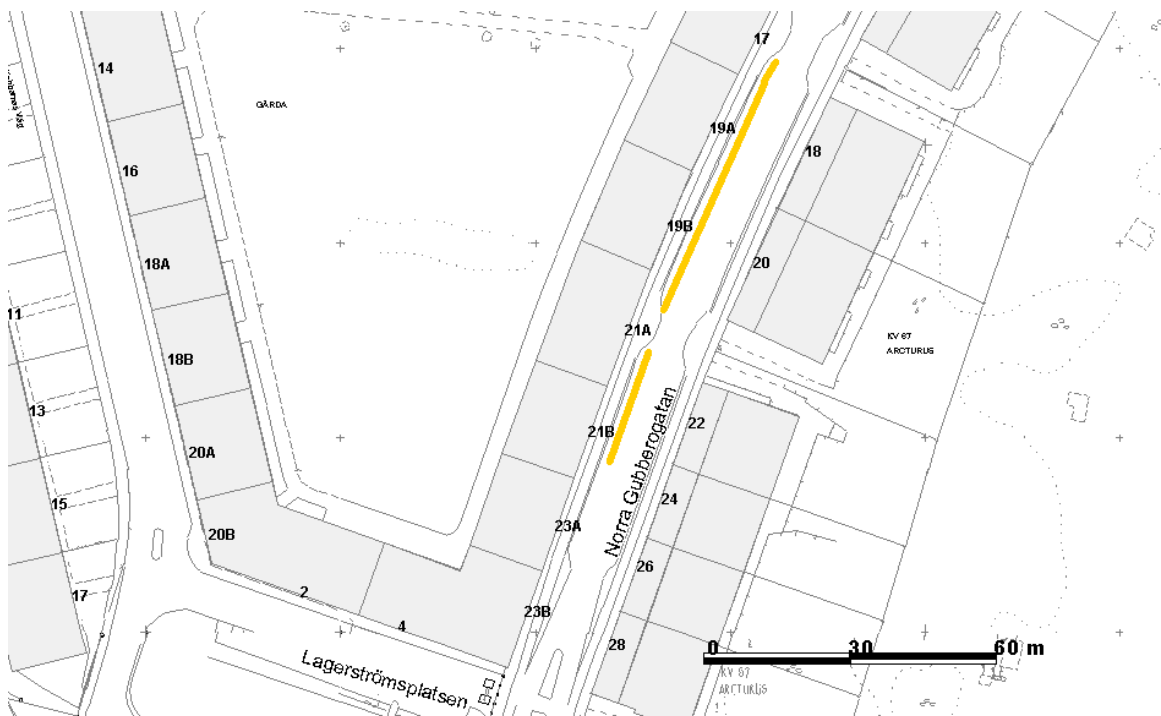 17
14
GÅRDA
19A
18
16
19B
18A
20
11
21A
KV 67
ARCTURUS
18B
13
21B
22
20A
15
24
Norra Gubberogatan
23A
20B
26
2
17
23B
4
28
0 30 60 m
Lagerströmsplatsen
KV 67
ARCTURUS